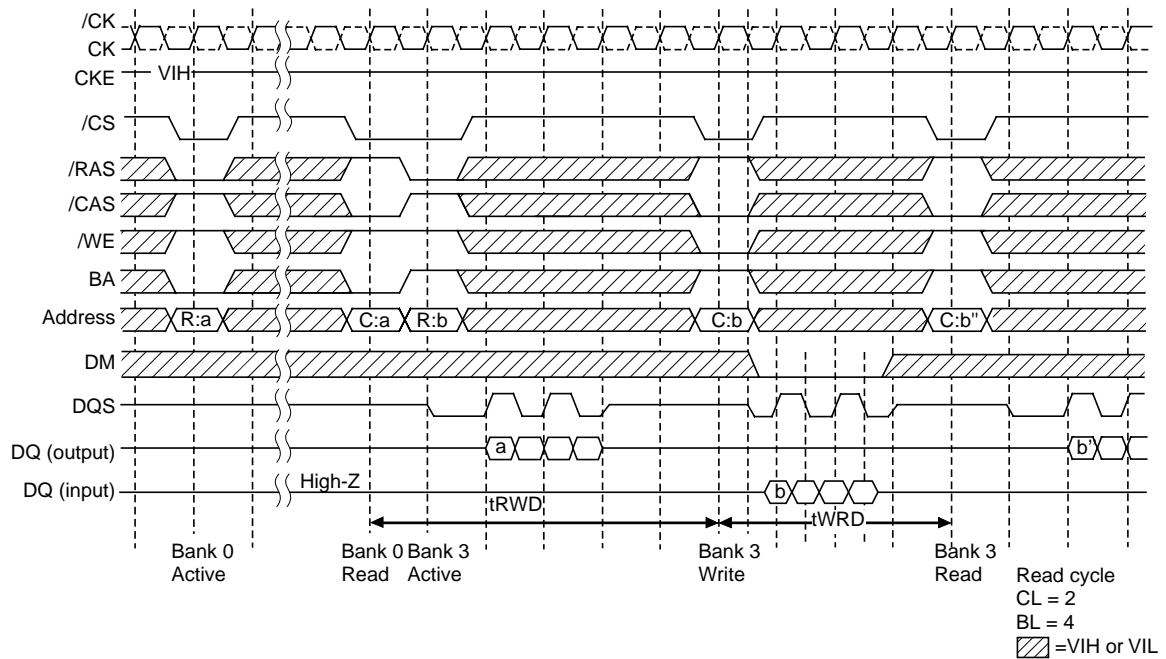 /CK
CK
CKE
VIH
/CS
/RAS
/CAS
/WE
BA
Address
R:a
C:a
R:b
C:b
C:b"
DM
DQS
DQ (output)
a
b’
DQ (input)
High-Z
b
tRWD
tWRD
Bank 0
Active
Bank 0
Read
Bank 3
Active
Bank 3
Write
Bank 3
Read
Read cycle
CL = 2
BL = 4
=VIH or VIL